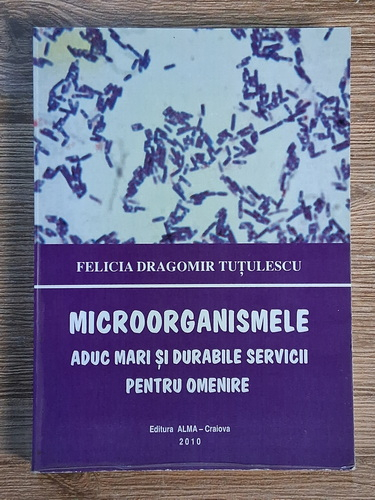 FELICIA DRAGOMIR TUȚULESCU
MICROORGANISMELE
ADUC MARI ȘI DURABILE SERVICII
PENTRU OMENIRE
Editura ALMA – Craiova
2010